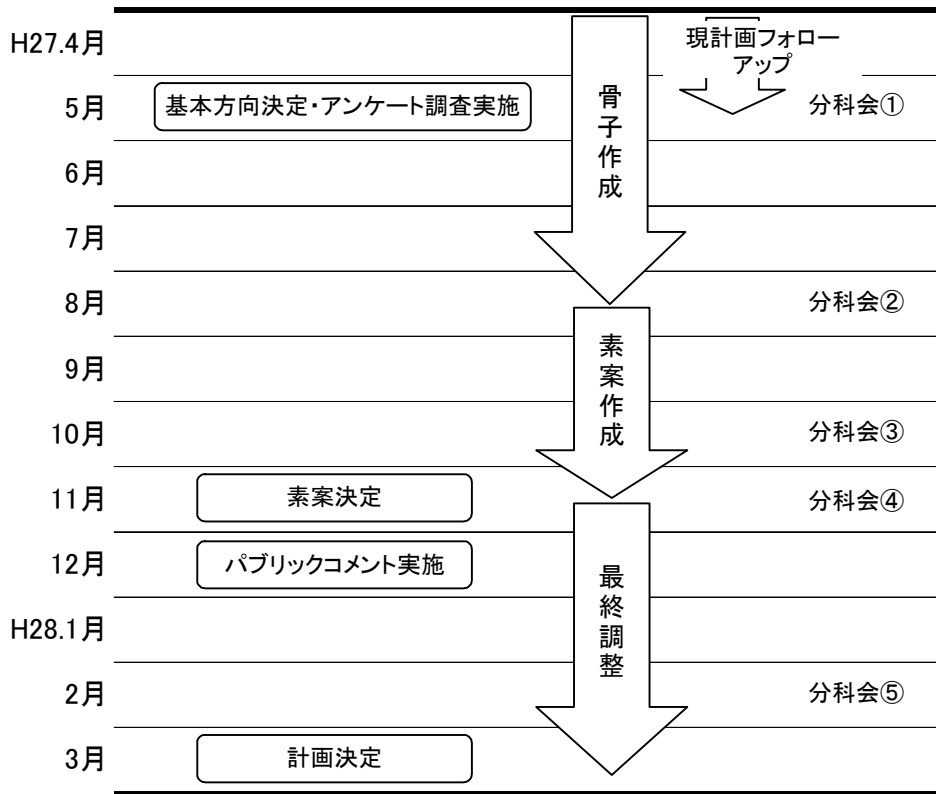 H27.4月
現計画フォロー
アップ
5月
基本方向決定・アンケート調査実施
分科会①
骨子作成
6月
7月
8月
分科会②
9月
素案作成
10月
分科会③
11月
素案決定
分科会④
12月
パブリックコメント実施
最終調整
H28.1月
2月
分科会⑤
3月
計画決定